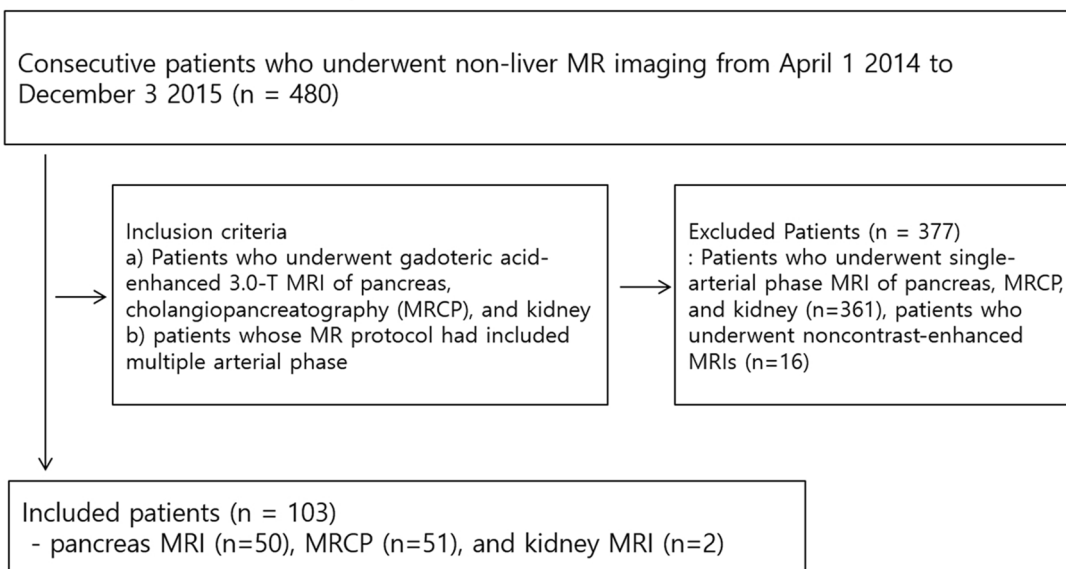 Consecutive patients who underwent non-liver MR imaging from April 1 2014 to
December 3 2015 (n = 480)
Inclusion criteria
a) Patients who underwent gadoteric acid-
enhanced 3.0-T MRI of pancreas,
cholangiopancreatography (MRCP), and kidney
b) patients whose MR protocol had included
multiple arterial phase
Excluded Patients (n = 377)
: Patients who underwent single-
arterial phase MRI of pancreas, MRCP,
and kidney (n=361), patients who
underwent noncontrast-enhanced
MRIs (n=16)
Included patients (n = 103)
- pancreas MRI (n=50), MRCP (n=51), and kidney MRI (n=2)